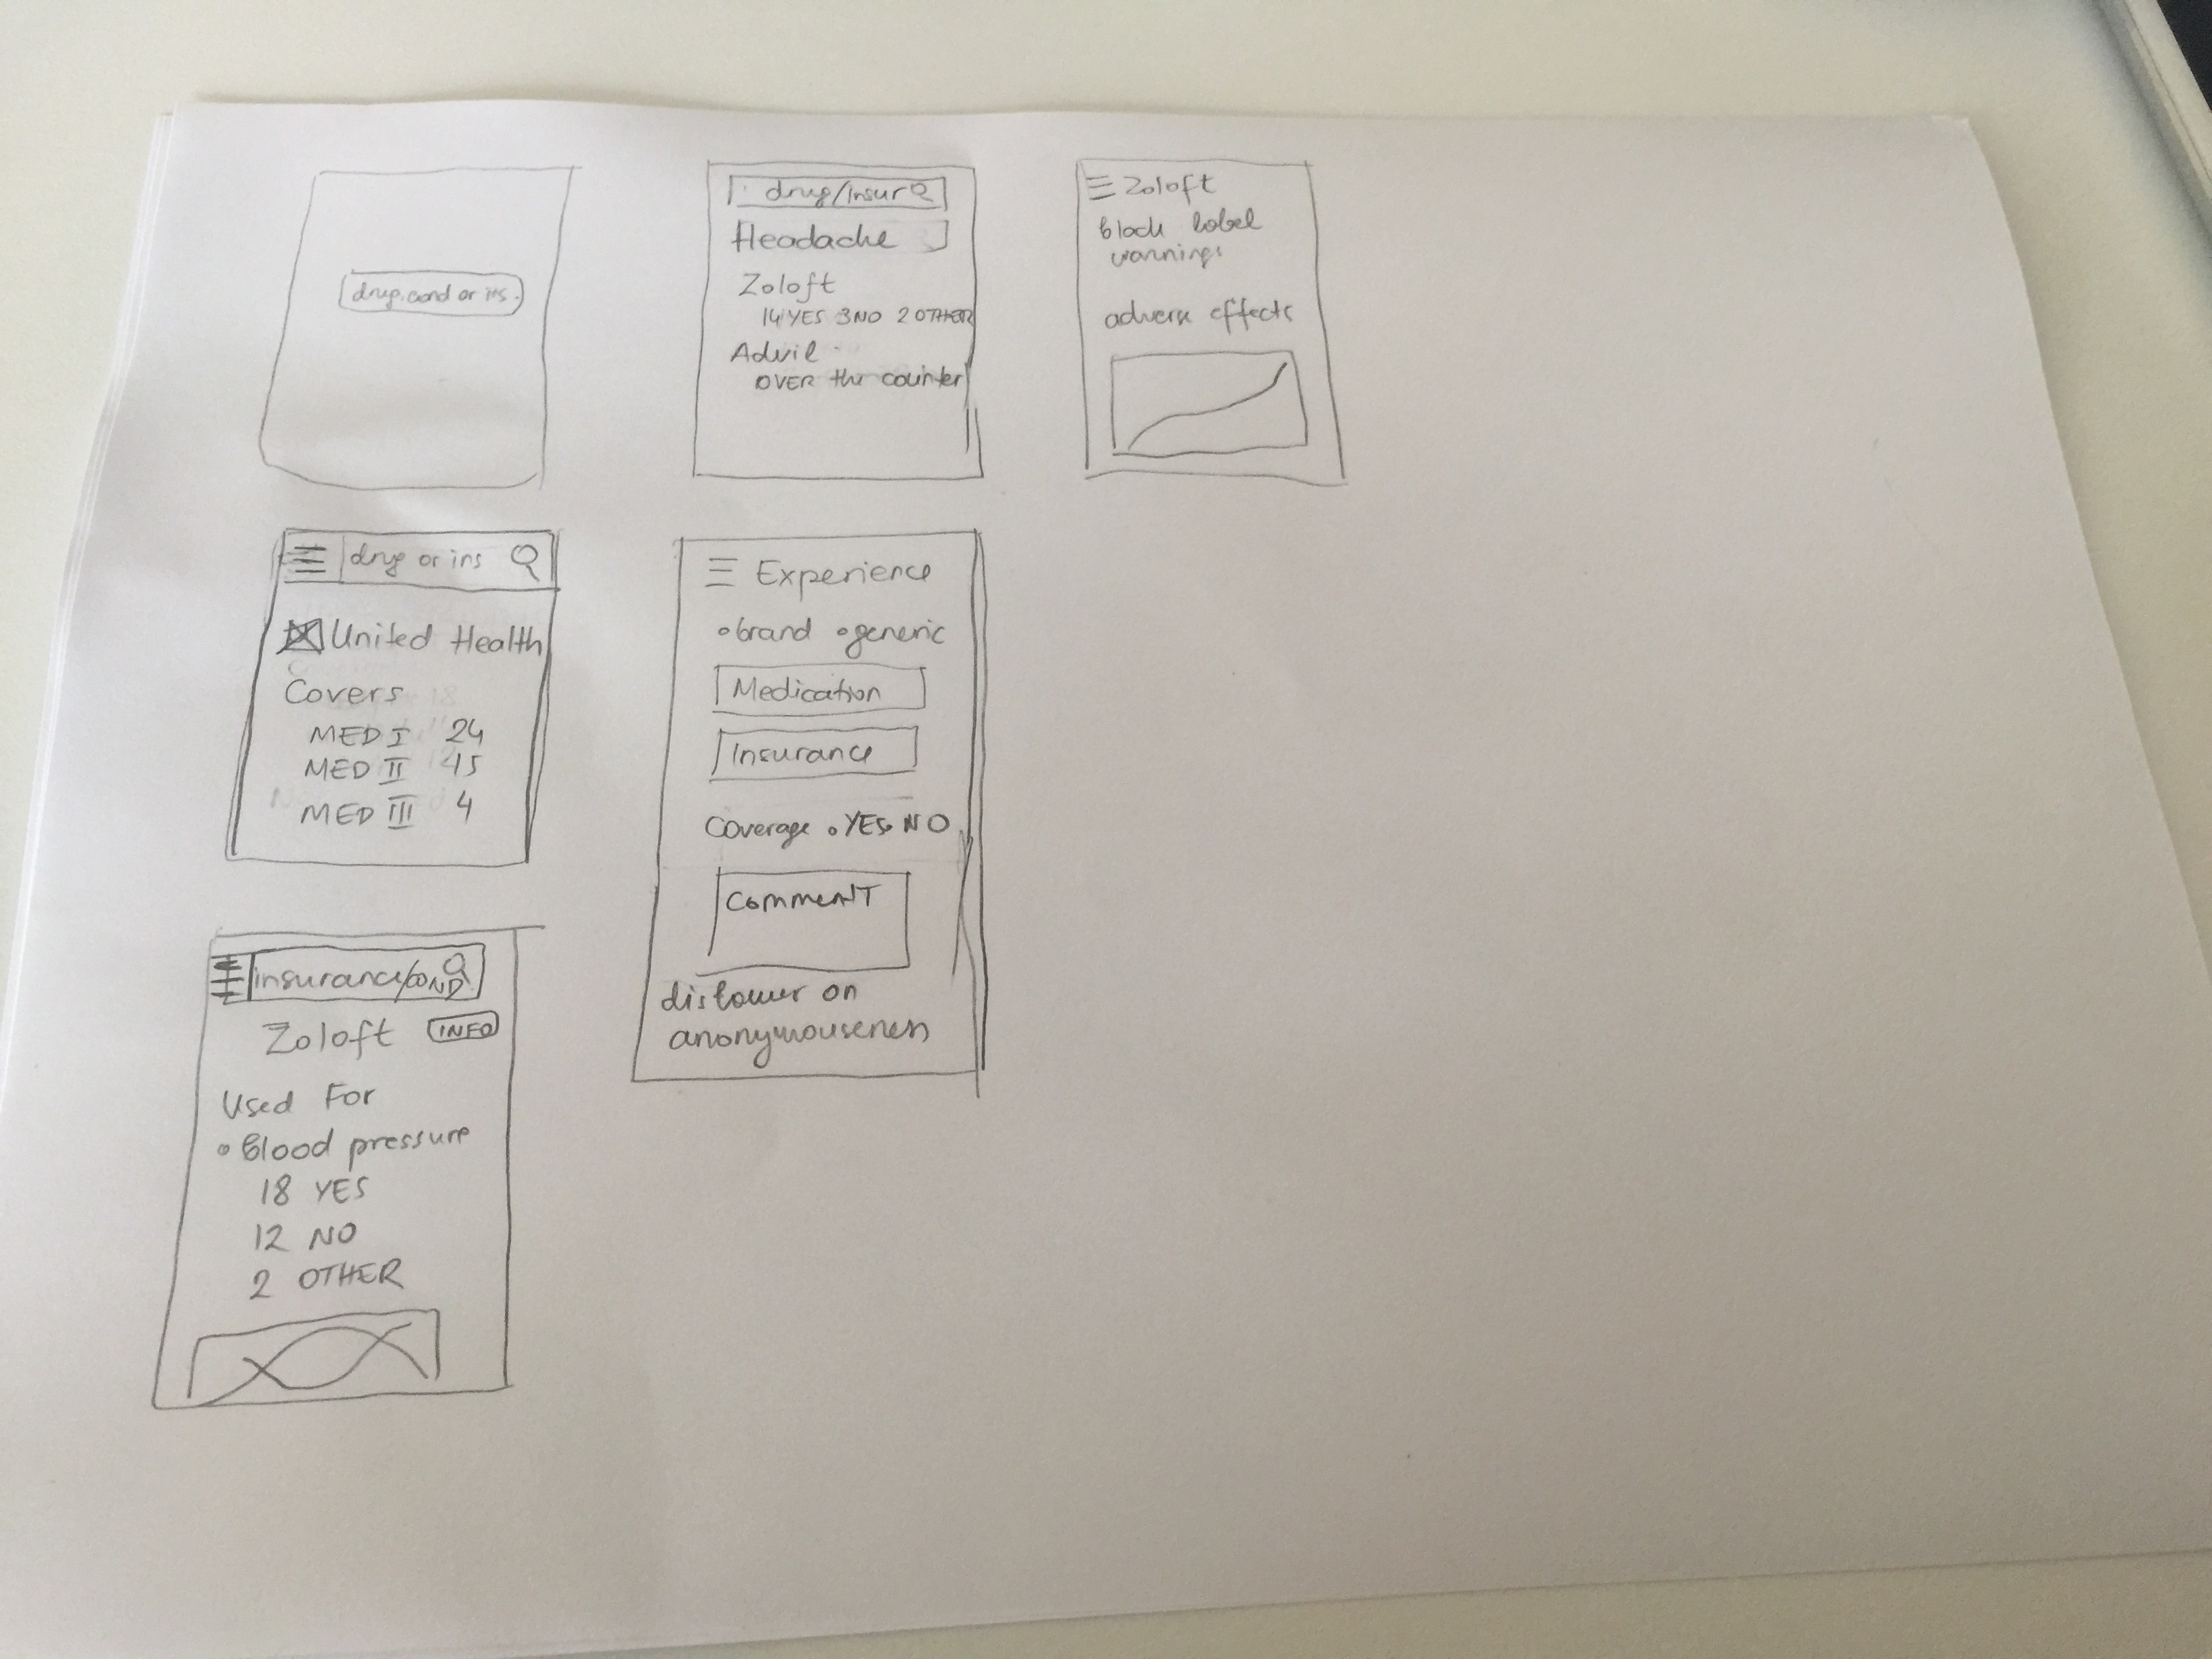 drug, cond or ins.
drug/insur
Headache
Zoloft
14 YES 3 NO 2 OTHER
Advil
OVER the counter
Zoloft
black label
warnings
adverse effects
drug or ins
United Health
Covers
MED I 24
MED II 15
MED III 4
Experience
brand generic
Medication
Insurance
Coverage YES NO
CommeNT
on
anonymouseness
insurance/COND
Zoloft INFO
Used For
Blood pressure
18 YES
12 NO
2 OTHER